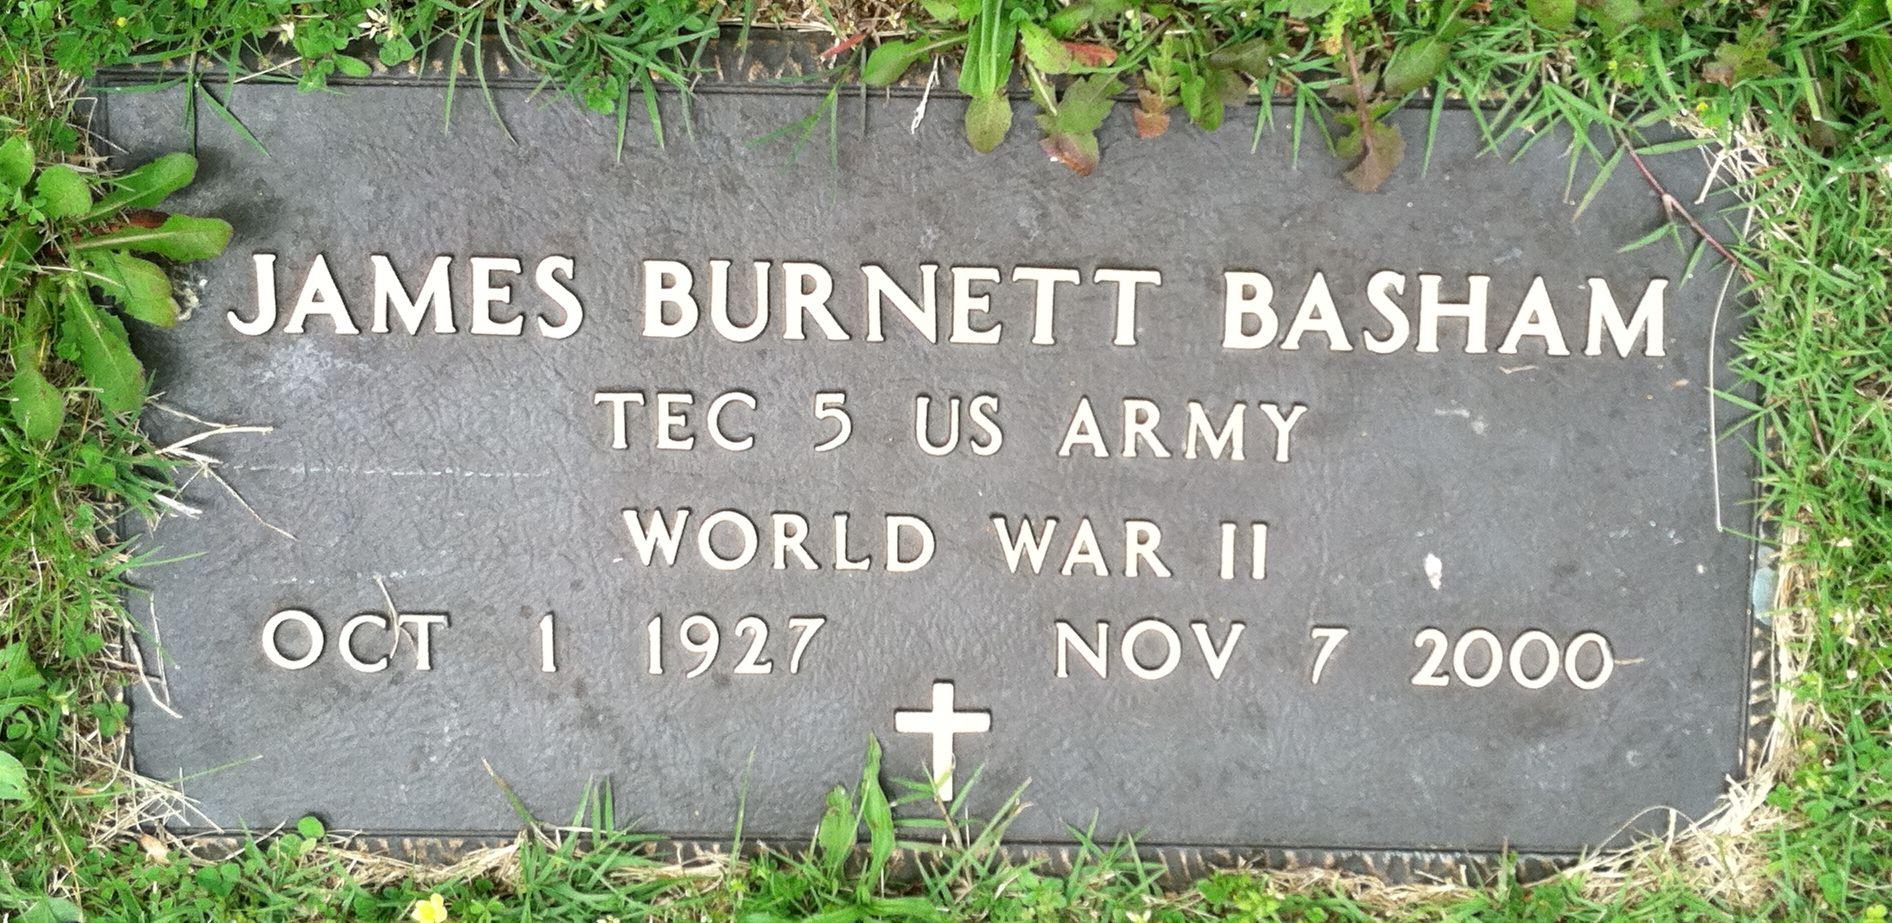 JAMES BURNETT BASHAM
TEC 5 US ARMY
WORLD WAR II
OCT 1 1927 NOV 7 2000